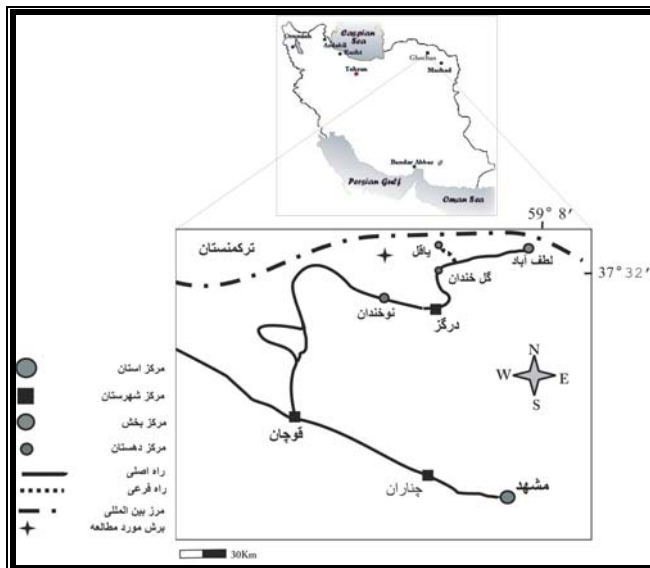 Caspian
Sea
Ardabil
Rasht
Tehran
Ghochan
Mashad
Bandar Abbas
Persian Gulf
Oman Sea
59° 8'
37°32'
ترکمنستان
یاقل
لطف آباد
گل خندان
نوخندان
درگز
قوچان
چناران
مشهد
N
W
E
S
مرکز استان
مرکز شهرستان
مرکز بخش
مرکز دهستان
راه اصلی
راه فرعی
مرز بین المللی
برش مورد مطالعه
30Km